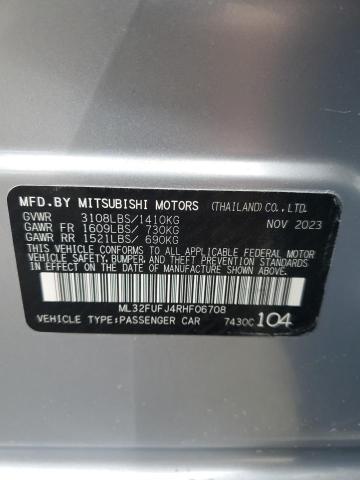 MFD.BY MITSUBISHI MOTORS (THAILAND)CO.,LTD.
GVWR 3108LBS/1410KG NOV 2023
GAWR FR 1609LBS/ 730KG
GAWR RR 1521LBS/ 690KG
THIS VEHICLE CONFORMS TO ALL APPLICABLE FEDERAL MOTOR
VEHICLE SAFETY, BUMPER, AND THEFT PREVENTION STANDARDS
IN EFFECT ON THE DATE OF MANUFACTURE SHOWN ABOVE.
ML32FUFJ4RHF06708
VEHICLE TYPE:PASSENGER CAR 7430C 104